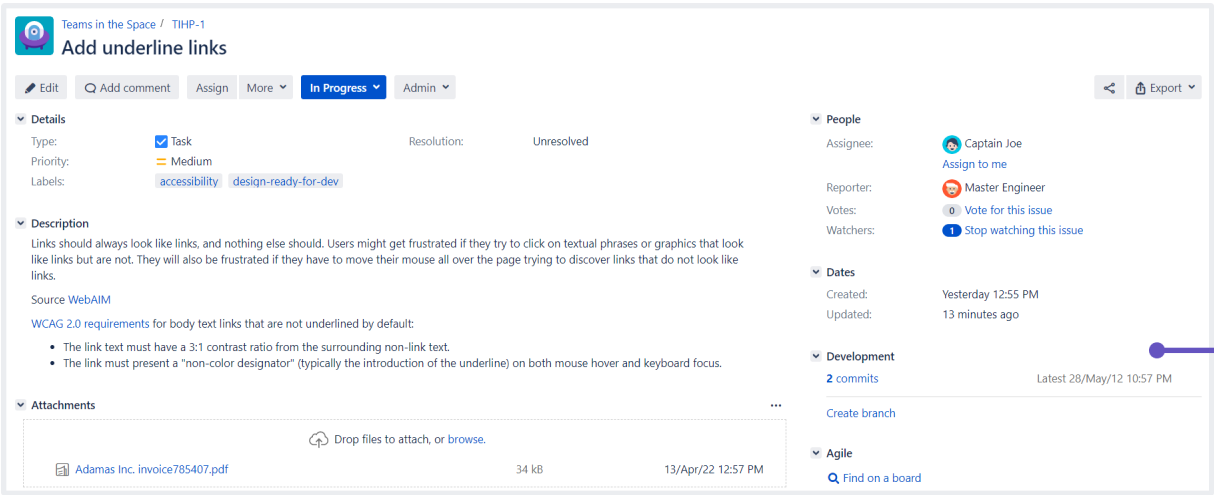 Teams in the Space / TIHP-1
Add underline links
Edit Add comment Assign More In Progress Admin Export
Details
Type: Task Resolution: Unresolved
Priority: Medium
Labels: accessibility design-ready-for-dev
Description
Links should always look like links, and nothing else should. Users might get frustrated if they try to click on textual phrases or graphics that look
like links but are not. They will also be frustrated if they have to move their mouse all over the page trying to discover links that do not look like
links.
Source WebAIM
WCAG 2.0 requirements for body text links that are not underlined by default:
• The link text must have a 3:1 contrast ratio from the surrounding non-link text.
• The link must present a "non-color designator" (typically the introduction of the underline) on both mouse hover and keyboard focus.
Attachments
Drop files to attach, or browse.
Adamas Inc. invoice785407.pdf 34 kB 13/Apr/22 12:57 PM
People
Assignee: Captain Joe
Assign to me
Reporter: Master Engineer
Votes: 0 Vote for this issue
Watchers: 1 Stop watching this issue
Dates
Created: Yesterday 12:55 PM
Updated: 13 minutes ago
Development
2 commits Latest 28/May/12 10:57 PM
Create branch
Agile
Find on a board